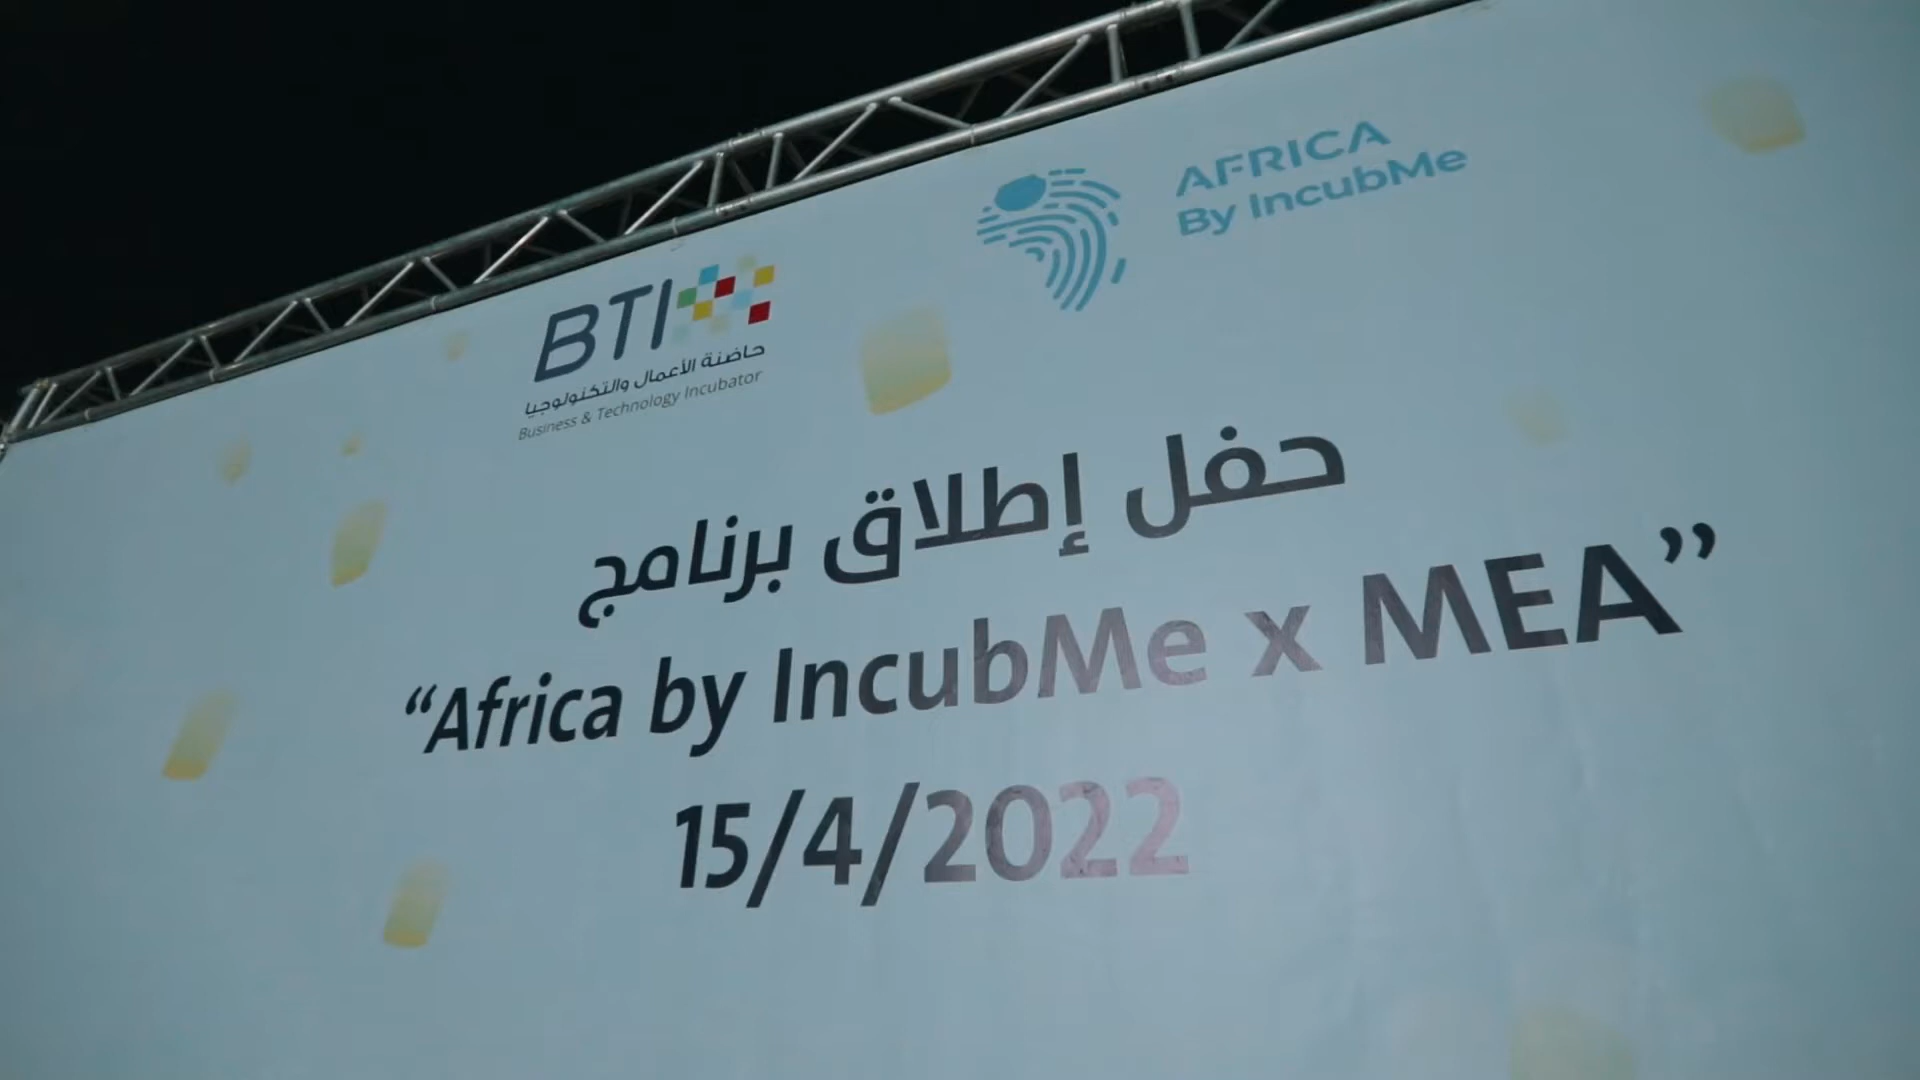 AFRICA
By IncubMe
BTI
حاضنة الأعمال والتكنولوجيا
Business & Technology Incubator
حفل إطلاق برنامج
“Africa by IncubMe x MEA”
15/4/2022